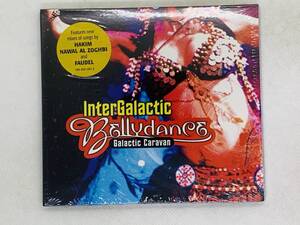 Features new
mixes of songs by
HAKIM
NAWAL AL ZOGHBI
and
FAUDEL
InterGalactic
Bellydance
Galactic Caravan